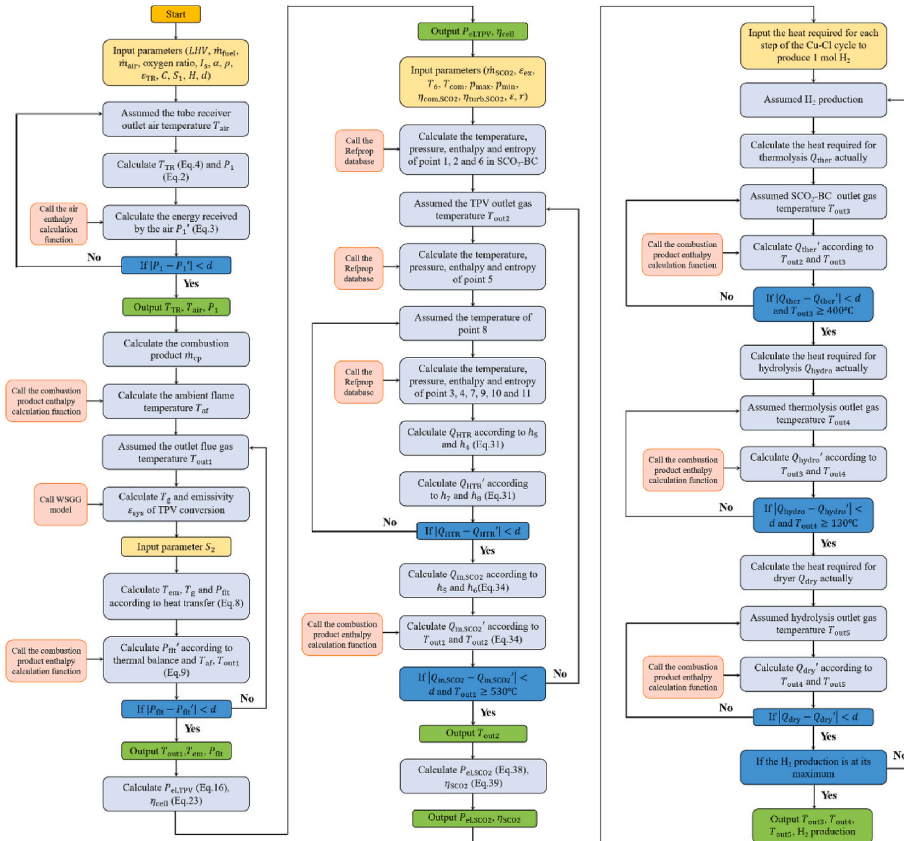 Start
Input parameters (LHV, ṁfuel,
ṁair, oxygen ratio, Is, α, ρ,
εTR, C, S1, H, d)
Assumed the tube receiver
outlet air temperature Tair
Calculate TTR (Eq.4) and P1
(Eq.2)
Call the air
enthalpy
calculation
function
Calculate the energy received
by the air P1′ (Eq.3)
No
If |P1 − P1′| < d
Yes
Output TTR, Tair, P1
Calculate the combustion
product ṁcp
Call the combustion
product enthalpy
calculation function
Calculate the ambient flame
temperature Taf
Assumed the outlet flue gas
temperature Tout1
Call WSGG
model
Calculate Tg and emissivity
εsys of TPV conversion
Input parameter S2
Calculate Tem, Tg and Pflt
according to heat transfer (Eq.8)
Call the combustion
product enthalpy
calculation function
Calculate Pflt′ according to
thermal balance and Taf, Tout1
(Eq.9)
No
If |Pflt − Pflt′| < d
Yes
Output Tout1, Tem, Pflt
Calculate Pel,TPV (Eq.16),
ηcell (Eq.23)
Output Pel,TPV, ηcell
Input parameters (ṁSCO2, εex,
T6, Tcom, pmax, pmin,
ηcom,SCO2, ηturb,SCO2, ε, r)
Call the
Refprop
database
Calculate the temperature,
pressure, enthalpy and entropy
of point 1, 2 and 6 in SCO2-BC
Assumed the TPV outlet gas
temperature Tout2
Call the
Refprop
database
Calculate the temperature,
pressure, enthalpy and entropy
of point 5
Assumed the temperature of
point 8
Call the
Refprop
database
Calculate the temperature,
pressure, enthalpy and entropy
of point 3, 4, 7, 9, 10 and 11
Calculate QHTR according to h5
and h4 (Eq.31)
Calculate QHTR′ according
to h7 and h8 (Eq.31)
No
If |QHTR − QHTR′| < d
Yes
Calculate Qin,SCO2 according to
h5 and h6(Eq.34)
Call the combustion
product enthalpy
calculation function
Calculate Qin,SCO2′ according to
Tout1 and Tout2 (Eq.34)
If |Qin,SCO2 − Qin,SCO2′| <
d and Tout1 ≥ 530°C
No
Yes
Output Tout2
Calculate Pel,SCO2 (Eq.38),
ηSCO2 (Eq.39)
Output Pel,SCO2, ηSCO2
Input the heat required for each
step of the Cu-Cl cycle to
produce 1 mol H2
Assumed H2 production
Calculate the heat required for
thermolysis Qther actually
Assumed SCO2-BC outlet gas
temperature Tout3
Call the combustion
product enthalpy
calculation function
Calculate Qther′ according to
Tout2 and Tout3
No
If |Qther − Qther′| < d
and Tout3 ≥ 400°C
Yes
Calculate the heat required for
hydrolysis Qhydro actually
Assumed thermolysis outlet gas
temperature Tout4
Call the combustion
product enthalpy
calculation function
Calculate Qhydro′ according to
Tout3 and Tout4
No
If |Qhydro − Qhydro′| <
d and Tout4 ≥ 130°C
Yes
Calculate the heat required for
dryer Qdry actually
Assumed hydrolysis outlet gas
temperature Tout5
Call the combustion
product enthalpy
calculation function
Calculate Qdry′ according to
Tout4 and Tout5
No
If |Qdry − Qdry′| < d
Yes
If the H2 production is at its
maximum
No
Yes
Output Tout3, Tout4,
Tout5, H2 production